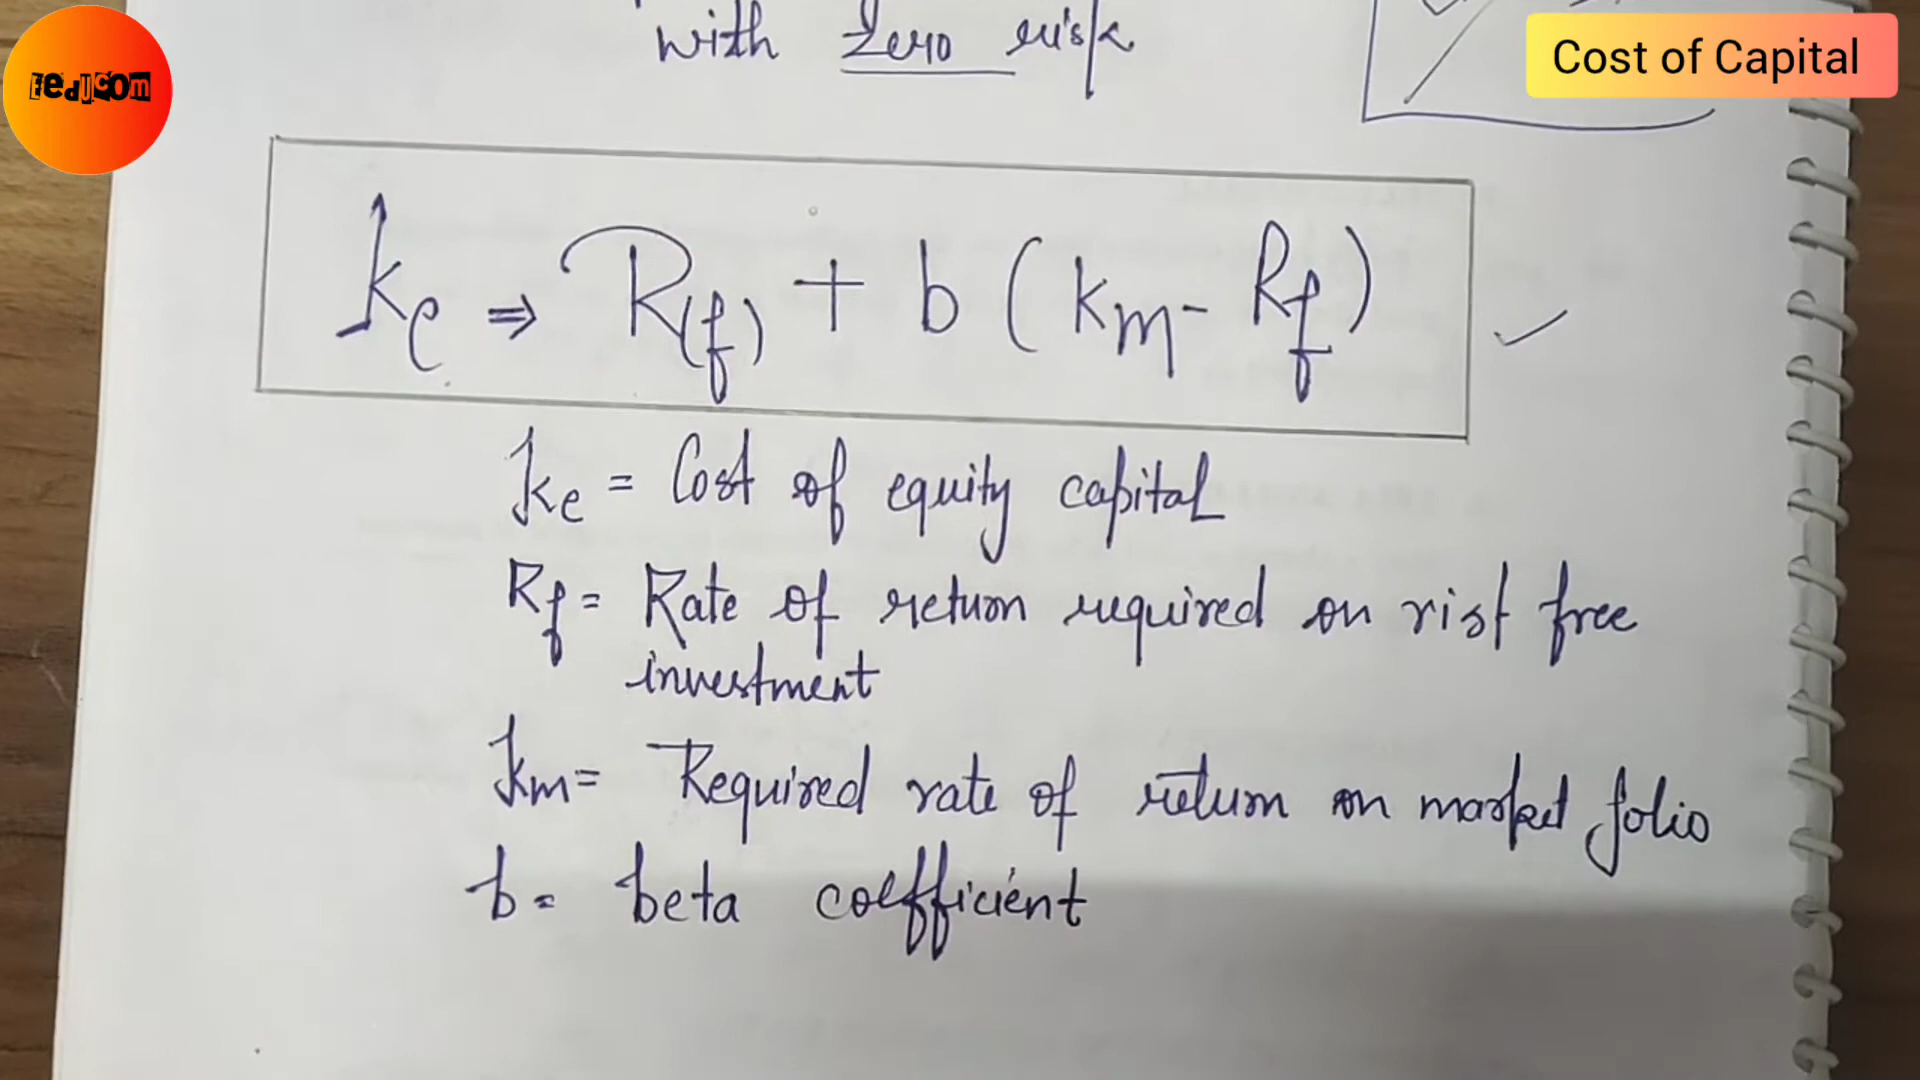 EeduCom
Cost of Capital
with Zero risk
ke ⇒ R(f) + b (km - Rf)
ke = Cost of equity capital
Rf = Rate of return required on risk free
investment
km = Required rate of return on market folio
b = beta coefficient